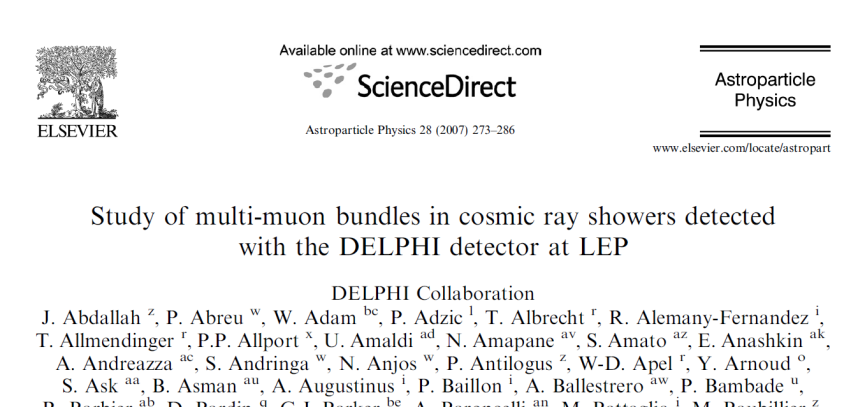 Available online at www.sciencedirect.com
ScienceDirect
ELSEVIER
Astroparticle Physics 28 (2007) 273–286
Astroparticle
Physics
www.elsevier.com/locate/astropart
Study of multi-muon bundles in cosmic ray showers detected
with the DELPHI detector at LEP
DELPHI Collaboration
J. Abdallah z, P. Abreu w, W. Adam bc, P. Adzic l, T. Albrecht r, R. Alemany-Fernandez i,
T. Allmendinger r, P.P. Allport x, U. Amaldi ad, N. Amapane av, S. Amato az, E. Anashkin ak,
A. Andreazza ac, S. Andringa w, N. Anjos w, P. Antilogus z, W-D. Apel r, Y. Arnoud o,
S. Ask aa, B. Asman au, A. Augustinus i, P. Baillon i, A. Ballestrero aw, P. Bambade u,